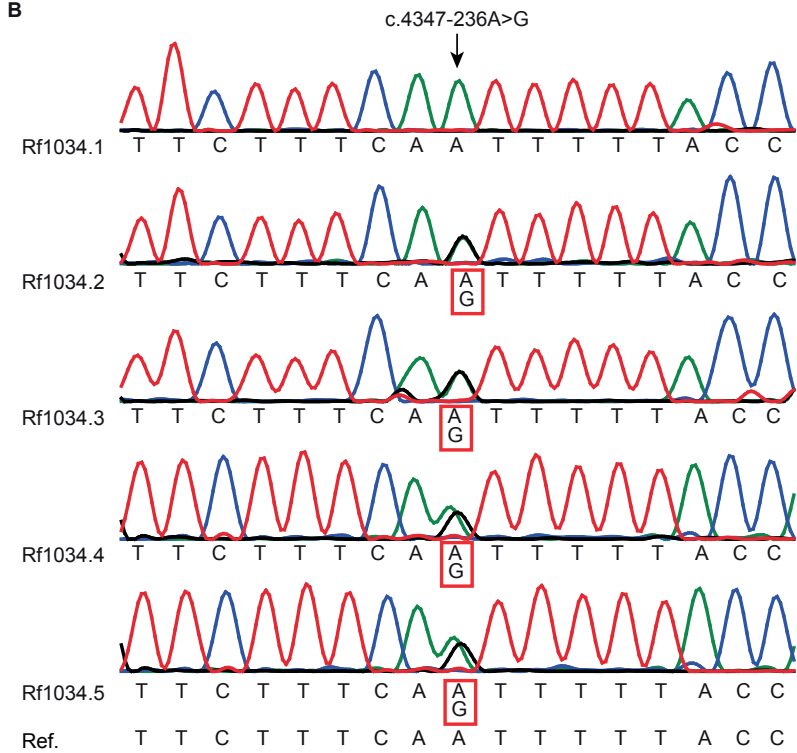 B
c.4347-236A>G
Rf1034.1 T T C T T T C A A T T T T T A C C
Rf1034.2 T T C T T T C A A T T T T T A C C
G
Rf1034.3 T T C T T T C A A T T T T T A C C
G
Rf1034.4 T T C T T T C A A T T T T T A C C
G
Rf1034.5 T T C T T T C A A T T T T T A C C
G
Ref. T T C T T T C A A T T T T T A C C